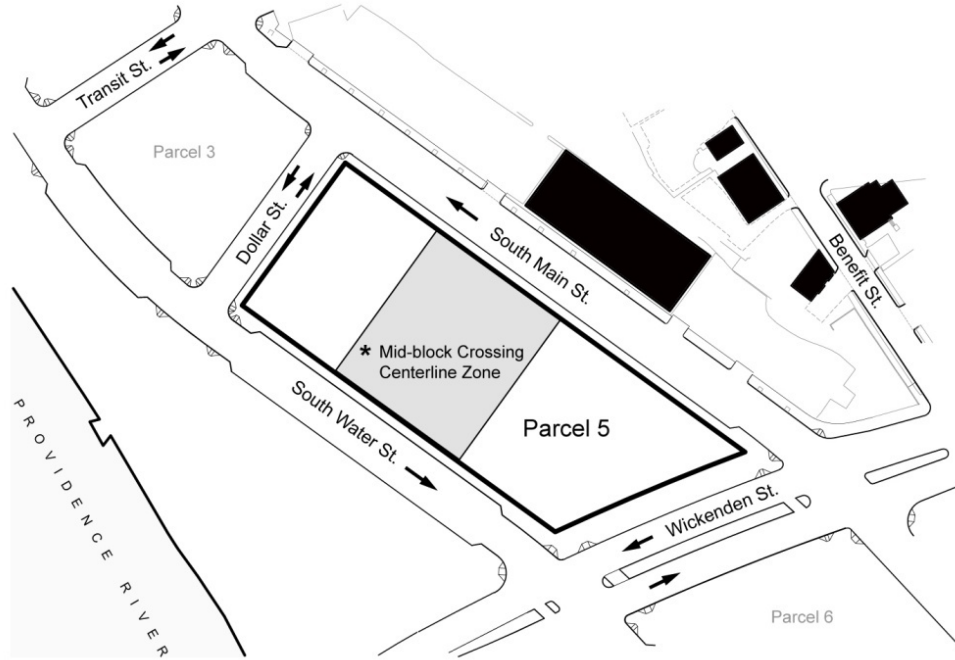 Transit St.
Parcel 3
Dollar St.
South Main St.
Benefit St.
* Mid-block Crossing
Centerline Zone
South Water St.
Parcel 5
PROVIDENCE RIVER
Wickenden St.
Parcel 6